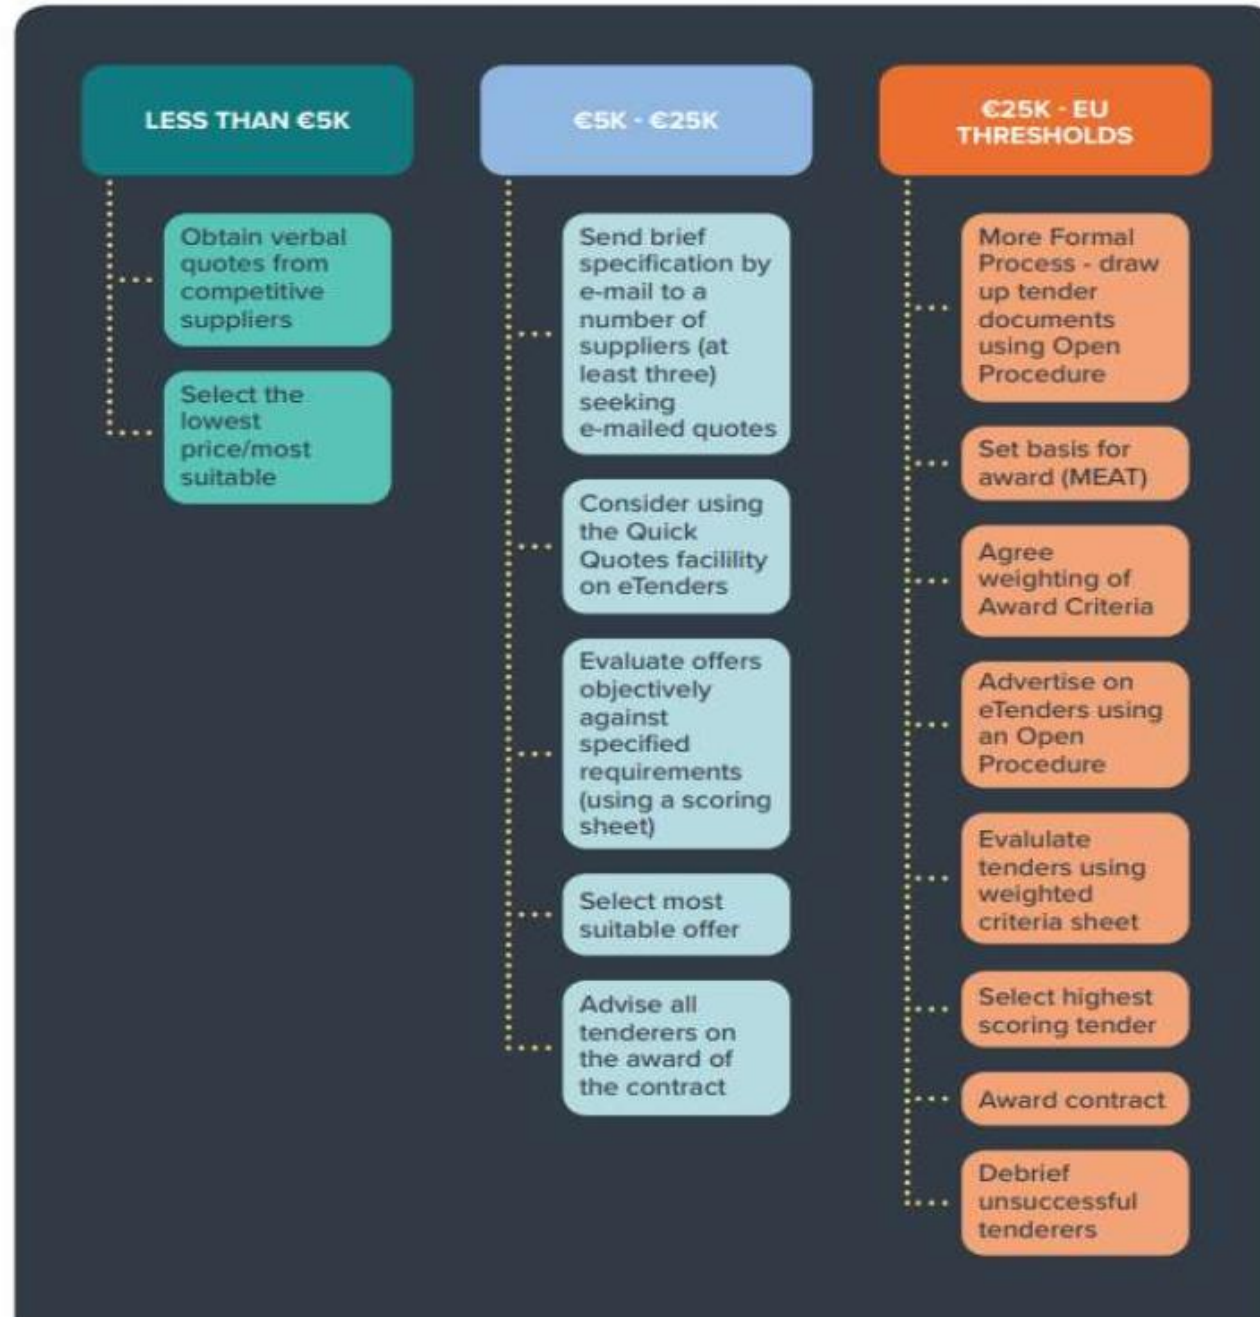 LESS THAN €5K
Obtain verbal
quotes from
competitive
suppliers
Select the
lowest
price/most
suitable
€5K - €25K
Send brief
specification by
e-mail to a
number of
suppliers (at
least three)
seeking
e-mailed quotes
Consider using
the Quick
Quotes facilility
on eTenders
Evaluate offers
objectively
against
specified
requirements
(using a scoring
sheet)
Select most
suitable offer
Advise all
tenderers on
the award of
the contract
€25K - EU
THRESHOLDS
More Formal
Process - draw
up tender
documents
using Open
Procedure
Set basis for
award (MEAT)
Agree
weighting of
Award Criteria
Advertise on
eTenders using
an Open
Procedure
Evalulate
tenders using
weighted
criteria sheet
Select highest
scoring tender
Award contract
Debrief
unsuccessful
tenderers